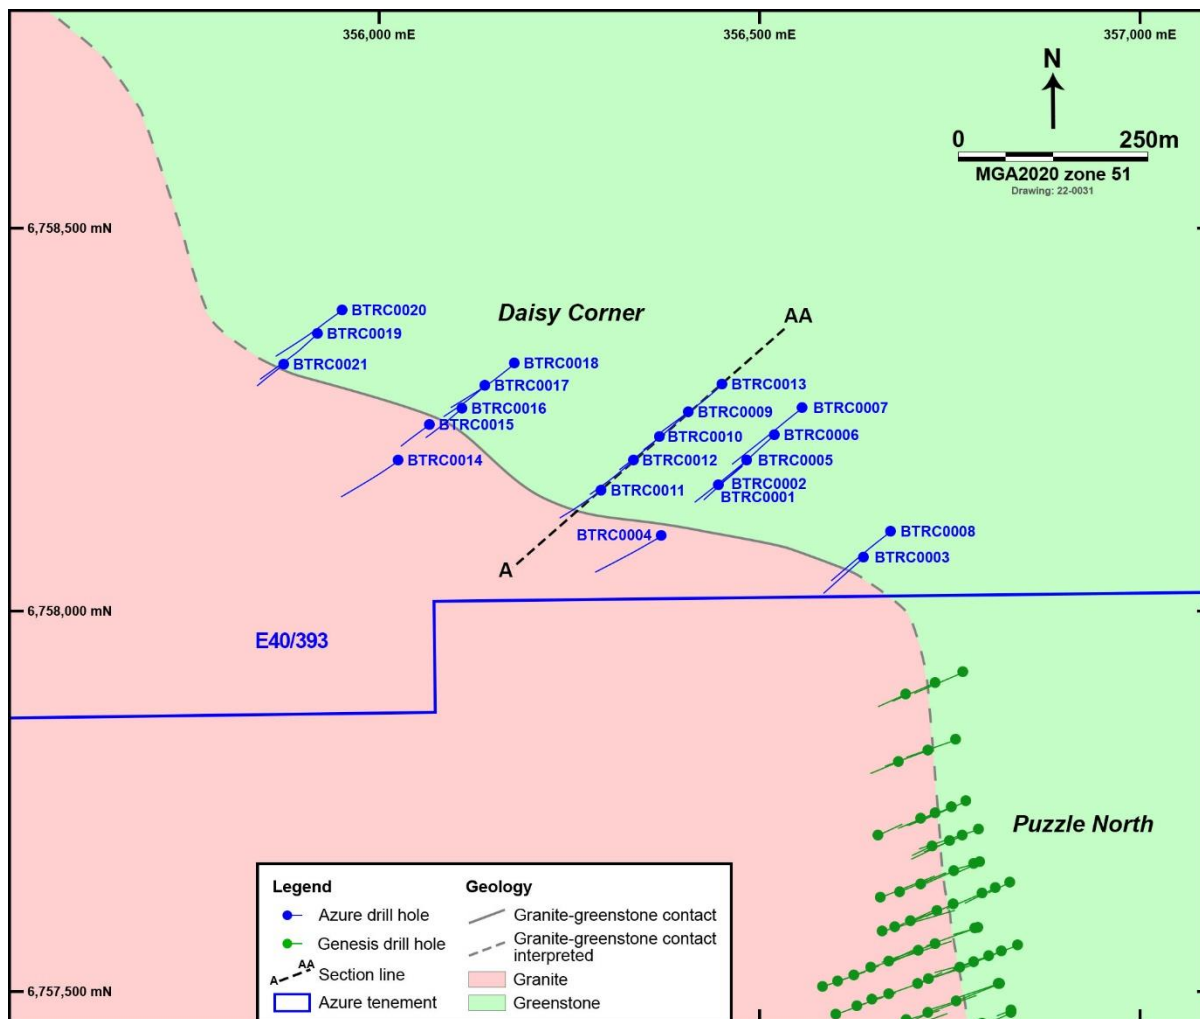 356,000 mE
356,500 mE
357,000 mE
N
0 250m
MGA2020 zone 51
Drawing: 22-0031
6,758,500 mN
Daisy Corner
AA
BTRC0020
BTRC0019
BTRC0021
BTRC0018
BTRC0017
BTRC0016
BTRC0015
BTRC0014
BTRC0013
BTRC0009
BTRC0007
BTRC0010
BTRC0006
BTRC0012
BTRC0005
BTRC0011
BTRC0002
BTRC0001
BTRC0004
BTRC0008
BTRC0003
A
6,758,000 mN
E40/393
Puzzle North
6,757,500 mN
Legend
Azure drill hole
Genesis drill hole
A AA Section line
Azure tenement
Geology
Granite-greenstone contact
Granite-greenstone contact
interpreted
Granite
Greenstone